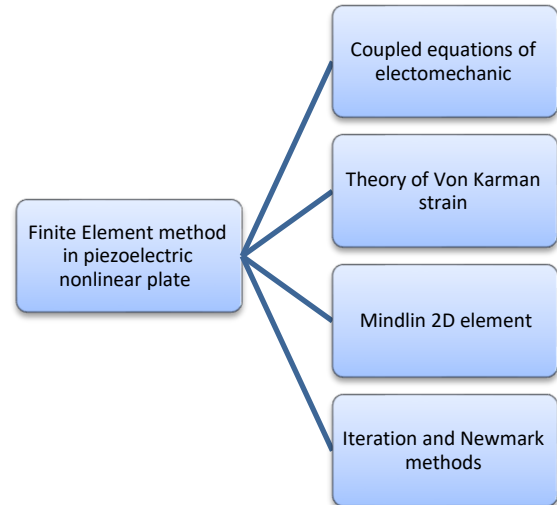 Coupled equations of
electomechanic
Theory of Von Karman
strain
Finite Element method
in piezoelectric
nonlinear plate
Mindlin 2D element
Iteration and Newmark
methods